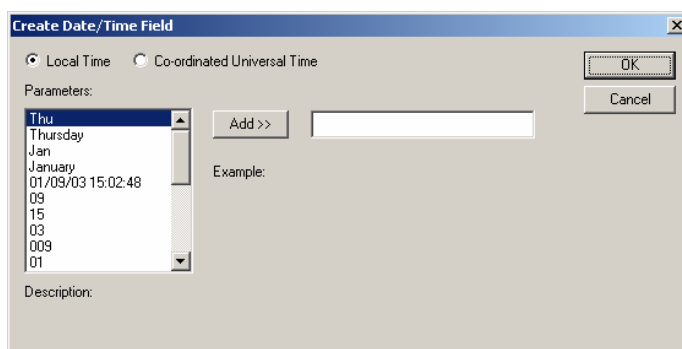 Create Date/Time Field
Local Time Co-ordinated Universal Time
OK
Parameters:
Cancel
Thu
Thursday
Jan
January
01/09/03 15:02:48
09
15
03
009
01
Add >>
Example:
Description: